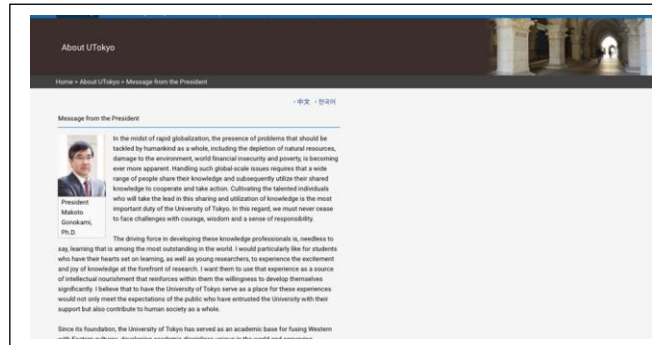 About UTokyo
Home > About UTokyo > Message from the President
・中文 ・한국어
Message from the President
In the midst of rapid globalization, the presence of problems that should be
tackled by humankind as a whole, including the depletion of natural resources,
damage to the environment, world financial insecurity and poverty, is becoming
ever more apparent. Handling such global-scale issues requires that a wide
range of people share their knowledge and subsequently utilize their shared
knowledge to cooperate and take action. Cultivating the talented individuals
who will take the lead in this sharing and utilization of knowledge is the most
important duty of the University of Tokyo. In this regard, we must never cease
to face challenges with courage, wisdom and a sense of responsibility.
President
Makoto
Gonokami,
Ph.D.
The driving force in developing these knowledge professionals is, needless to
say, learning that is among the most outstanding in the world. I would particularly like for students
who have their hearts set on learning, as well as young researchers, to experience the excitement
and joy of knowledge at the forefront of research. I want them to use that experience as a source
of intellectual nourishment that reinforces within them the willingness to develop themselves
significantly. I believe that to have the University of Tokyo serve as a place for these experiences
would not only meet the expectations of the public who have entrusted the University with their
support but also contribute to human society as a whole.
Since its foundation, the University of Tokyo has served as an academic base for fusing Western